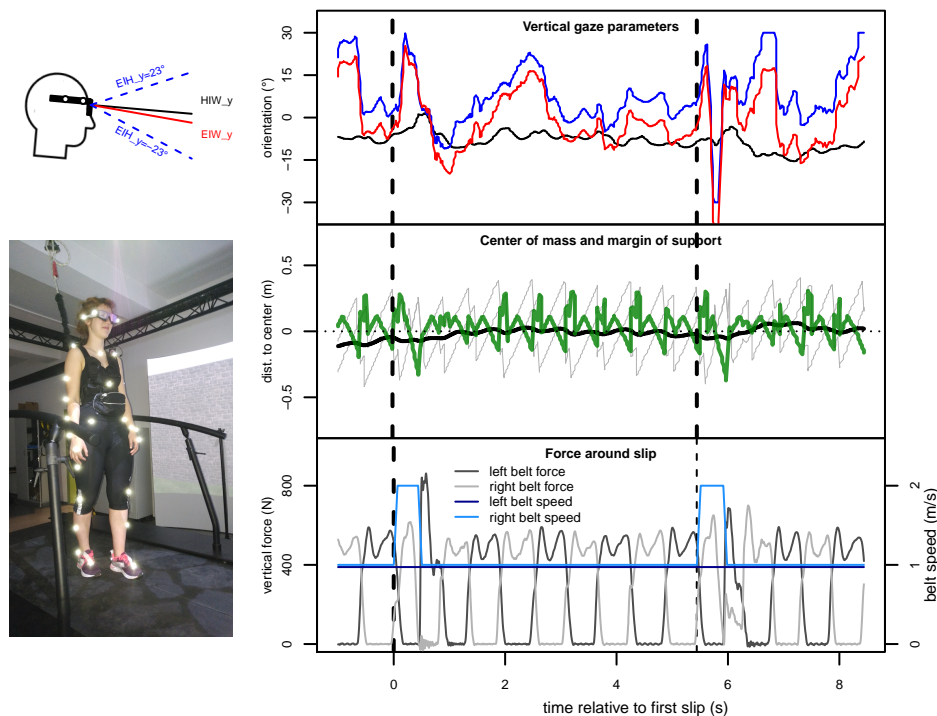 EIH_y=23°
HIW_y
EIW_y
EIH_y=−23°
Vertical gaze parameters
orientation (°)
30
15
0
−15
−30
Center of mass and margin of support
dist. to center (m)
0.5
0
−0.5
Force around slip
left belt force
right belt force
left belt speed
right belt speed
vertical force (N)
800
400
0
2
1
0
belt speed (m/s)
0
2
4
6
8
time relative to first slip (s)